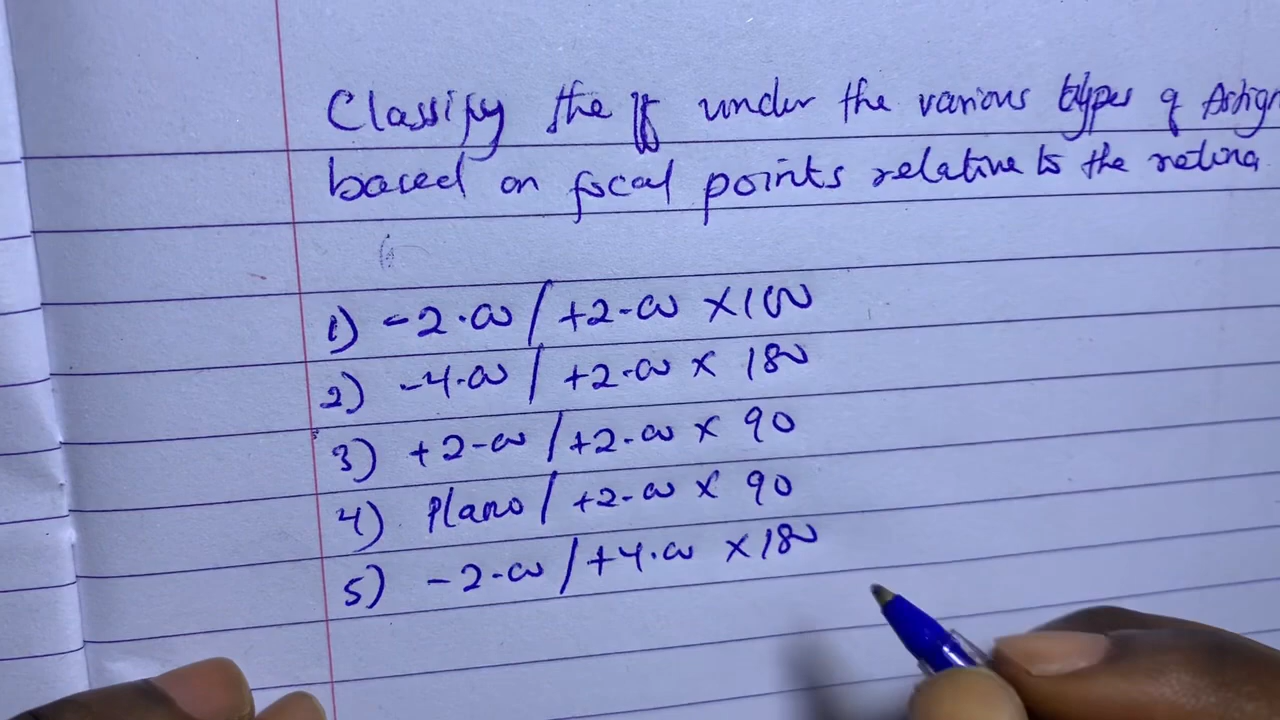 Classify the ff under the various types of Astig
based on focal points relative to the retina
1) -2.00 / +2.00 X 100
2) -4.00 / +2.00 x 180
3) +2.00 / +2.00 x 90
4) Plano / +2.00 x 90
5) -2.00 / +4.00 x 180